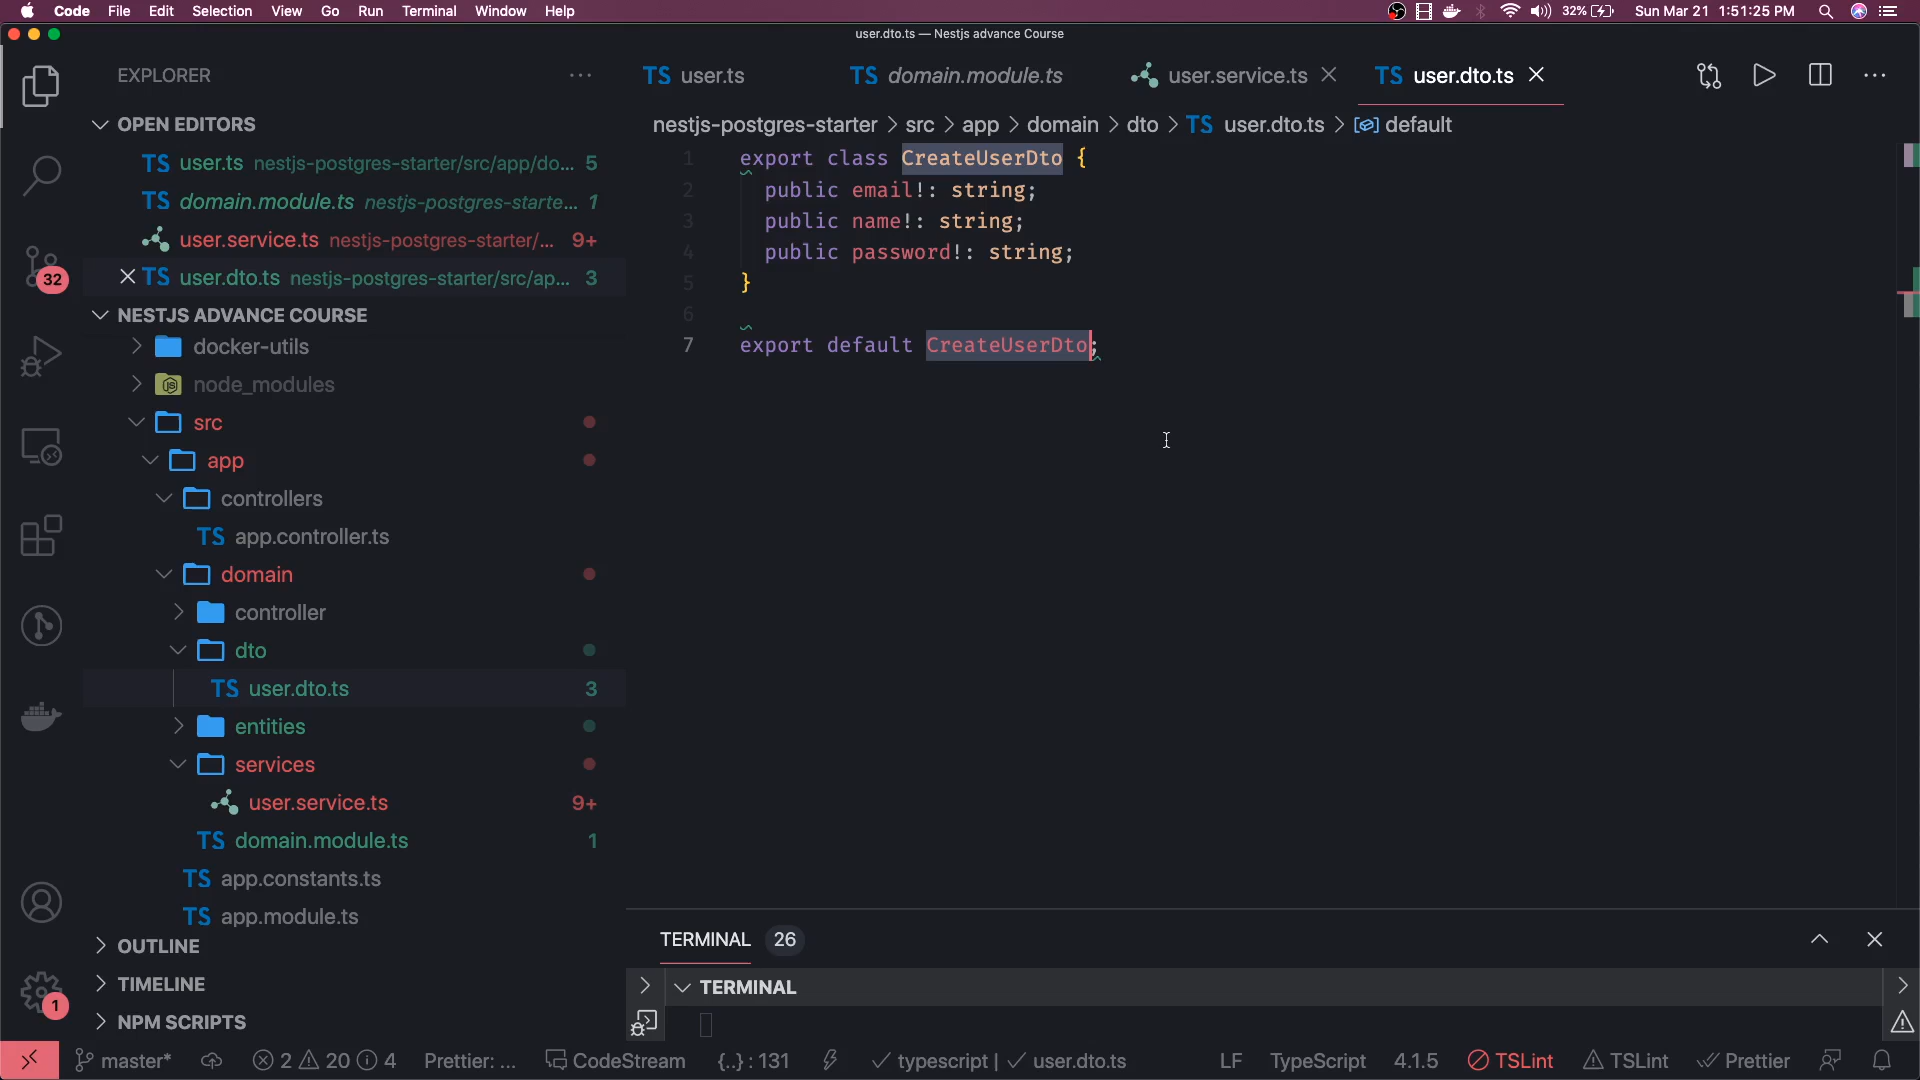 Code File Edit Selection View Go Run Terminal Window Help 32% Sun Mar 21 1:51:25 PM
user.dto.ts — Nestjs advance Course
EXPLORER ...
TS user.ts TS domain.module.ts user.service.ts TS user.dto.ts
nestjs-postgres-starter > src > app > domain > dto > TS user.dto.ts > default
OPEN EDITORS
TS user.ts nestjs-postgres-starter/src/app/do... 5
TS domain.module.ts nestjs-postgres-starte... 1
user.service.ts nestjs-postgres-starter/... 9+
TS user.dto.ts nestjs-postgres-starter/src/ap... 3
32
NESTJS ADVANCE COURSE
docker-utils
node_modules
src
app
controllers
TS app.controller.ts
domain
controller
dto
TS user.dto.ts 3
entities
services
user.service.ts 9+
TS domain.module.ts 1
TS app.constants.ts
TS app.module.ts
OUTLINE
TIMELINE
NPM SCRIPTS
1
1 export class CreateUserDto {
2 public email!: string;
3 public name!: string;
4 public password!: string;
5 }
6
7 export default CreateUserDto;
TERMINAL 26
TERMINAL
master* 2 20 4 Prettier: ... CodeStream {..} : 131 typescript | user.dto.ts LF TypeScript 4.1.5 TSLint TSLint Prettier